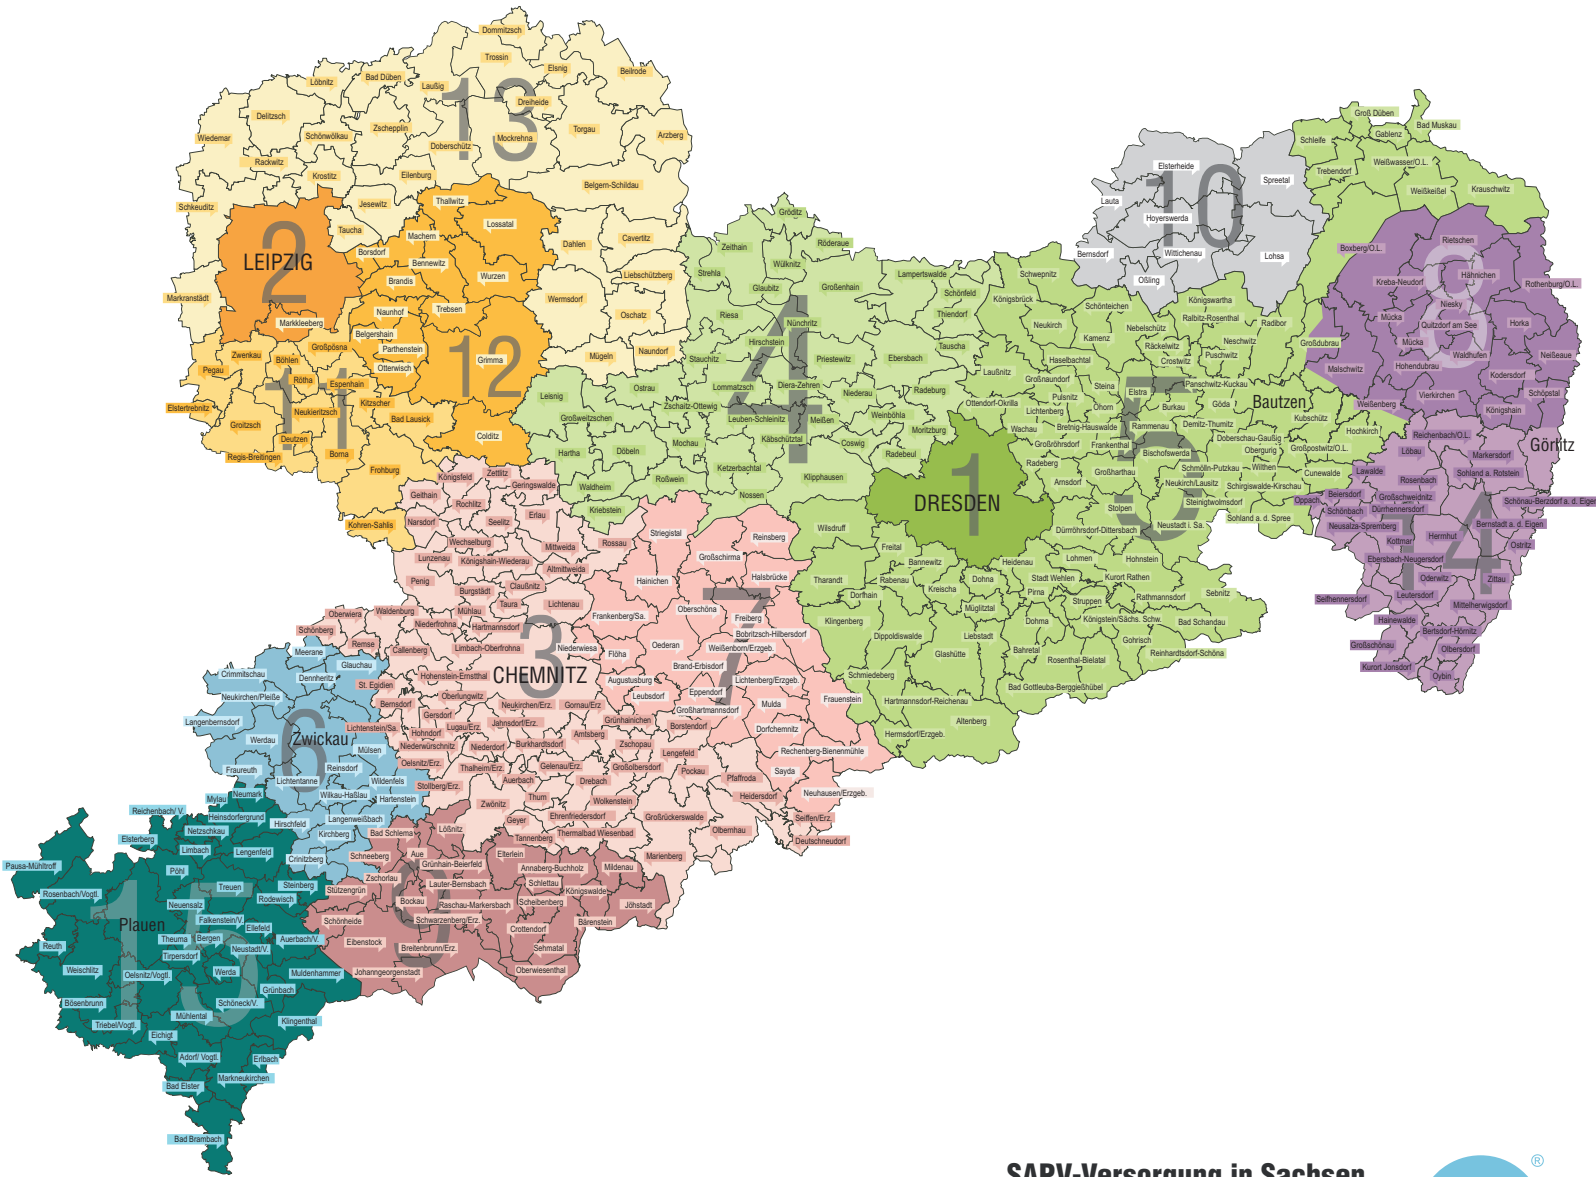 Dommitzsch
Trossin
Elsnig
Beilrode
Löbnitz
Bad Düben
Laußig
13
Dreiheide
Delitzsch
Zschepplin
Torgau
Wiedemar
Schönwölkau
Mockrehna
Arzberg
Doberschütz
Rackwitz
Krostitz
Eilenburg
Belgern-Schildau
Schkeuditz
Jesewitz
Thallwitz
Taucha
Lossatal
2
LEIPZIG
Borsdorf
Machern
Bennewitz
Dahlen
Cavertitz
Brandis
Wurzen
Liebschützberg
Markranstädt
Wermsdorf
Naunhof
Trebsen
Oschatz
Markkleeberg
Belgershain
Großpösna
Parthenstein
12
Grimma
Mügeln
Naundorf
Zwenkau
Böhlen
Otterwisch
Pegau
11
Rötha
Espenhain
Elstertrebnitz
Kitzscher
Neukieritzsch
Bad Lausick
Groitzsch
Deutzen
Colditz
Regis-Breitingen
Borna
Frohburg
Kohren-Sahlis
Gröditz
Zeithain
Röderaue
Strehla
Wülknitz
Glaubitz
Großenhain
Lampertswalde
Schönfeld
Riesa
Nünchritz
Thiendorf
4
Hirschstein
Stauchitz
Priestewitz
Ebersbach
Tauscha
Leisnig
Ostrau
Lommatzsch
Diera-Zehren
Niederau
Radeburg
Großweitzschen
Zschaitz-Ottewig
Leuben-Schleinitz
Meißen
Weinböhla
Moritzburg
Mochau
Käbschütztal
Coswig
Radebeul
Hartha
Döbeln
Ketzerbachtal
Klipphausen
Roßwein
Waldheim
Nossen
Kriebstein
10
Elsterheide
Spreetal
Lauta
Hoyerswerda
Bernsdorf
Wittichenau
Lohsa
Oßling
Groß Düben
Bad Muskau
Schleife
Gablenz
Trebendorf
Weißwasser/O.L.
Weißkeißel
Krauschwitz
8
Boxberg/O.L.
Rietschen
Hähnichen
Kreba-Neudorf
Rothenburg/O.L.
Niesky
Mücka
Quitzdorf am See
Horka
Mücka
Waldhufen
Neißeaue
Hohendubrau
Kodersdorf
Malschwitz
Vierkirchen
Schöpstal
Weißenberg
Königshain
Görlitz
Schwepnitz
Königsbrück
Schönteichen
Königswartha
Ralbitz-Rosenthal
Neukirch
Nebelschütz
Radibor
Kamenz
Räckelwitz
Neschwitz
Großdubrau
Haselbachtal
Crostwitz
Puschwitz
Laußnitz
Großnaundorf
Steina
Panschwitz-Kuckau
Pulsnitz
Elstra
Göda
Bautzen
Ottendorf-Okrilla
Lichtenberg
Ohorn
Burkau
Kubschütz
Wachau
Bretnig-Hauswalde
Rammenau
Demitz-Thumitz
Hochkirch
Großröhrsdorf
Frankenthal
Doberschau-Gaußig
Großpostwitz/O.L.
Bischofswerda
Obergurig
Radeberg
Großharthau
Schmölln-Putzkau
Wilthen
Cunewalde
Arnsdorf
5
Neukirch/Lausitz
Schirgiswalde-Kirschau
Stolpen
Steinigtwolmsdorf
Oppach
Dürrröhrsdorf-Dittersbach
Neustadt i. Sa.
Sohland a. d. Spree
1
DRESDEN
Wilsdruff
Freital
Bannewitz
Heidenau
Lohmen
Hohnstein
Tharandt
Rabenau
Dohna
Stadt Wehlen
Kurort Rathen
Dorfhain
Kreischa
Pirna
Rathmannsdorf
Sebnitz
Müglitztal
Struppen
Klingenberg
Dohma
Königstein/Sächs. Schw.
Bad Schandau
Dippoldiswalde
Liebstadt
Gohrisch
Glashütte
Bahretal
Rosenthal-Bielatal
Reinhardtsdorf-Schöna
Schmiedeberg
Bad Gottleuba-Berggießhübel
Hartmannsdorf-Reichenau
Altenberg
Hermsdorf/Erzgeb.
14
Reichenbach/O.L.
Löbau
Markersdorf
Lawalde
Sohland a. Rotstein
Rosenbach
Beiersdorf
Großschweidnitz
Schönau-Berzdorf a. d. Eigen
Schönbach
Dürrhennersdorf
Neusalza-Spremberg
Bernstadt a. d. Eigen
Kottmar
Herrnhut
Ostritz
Ebersbach-Neugersdorf
Oderwitz
Zittau
Leutersdorf
Seifhennersdorf
Mittelherwigsdorf
Hainewalde
Bertsdorf-Hörnitz
Großschönau
Olbersdorf
Kurort Jonsdorf
Oybin
Königsfeld
Zettlitz
Geringswalde
Geithain
Rochlitz
Erlau
Narsdorf
Seelitz
Wechselburg
Mittweida
Rossau
Lunzenau
Königshain-Wiederau
Altmittweida
Penig
Claußnitz
Burgstädt
Taura
Lichtenau
Mühlau
Waldenburg
Niederfrohna
Hartmannsdorf
Oberwiera
Schönberg
Remse
Callenberg
Limbach-Oberfrohna
3
CHEMNITZ
Niederwiesa
Hohenstein-Ernstthal
St. Egidien
Oberlungwitz
Bernsdorf
Neukirchen/Erz.
Gornau/Erz.
Gersdorf
Lichtenstein/Sa.
Hohndorf
Lugau/Erz.
Jahnsdorf/Erz.
Amtsberg
Grünhainichen
Borstendorf
Niederwürschnitz
Niederdorf
Burkhardtsdorf
Zschopau
Lengefeld
Oelsnitz/Erz.
Thalheim/Erz.
Gelenau/Erz.
Großolbersdorf
Pockau
Pfaffroda
Stollberg/Erz.
Auerbach
Drebach
Heidersdorf
Zwönitz
Thum
Wolkenstein
Geyer
Ehrenfriedersdorf
Großrückerswalde
Seiffen/Erz.
Tannenberg
Thermalbad Wiesenbad
Olbernhau
Deutschneudorf
Marienberg
7
Striegistal
Reinsberg
Großschirma
Hainichen
Halsbrücke
Frankenberg/Sa.
Oberschöna
Freiberg
Bobritzsch-Hilbersdorf
Flöha
Oederan
Weißenborn/Erzgeb.
Augustusburg
Brand-Erbisdorf
Lichtenberg/Erzgeb.
Leubsdorf
Eppendorf
Mulda
Frauenstein
Großhartmannsdorf
Dorfchemnitz
Rechenberg-Bienenmühle
Sayda
Neuhausen/Erzgeb.
6
Meerane
Glauchau
Crimmitschau
Dennheritz
Neukirchen/Pleiße
Langenbernsdorf
Zwickau
Werdau
Mülsen
Fraureuth
Reinsdorf
Lichtentanne
Wildenfels
Wilkau-Haßlau
Hartenstein
Langenweißbach
Hirschfeld
Kirchberg
Crinitzberg
9
Bad Schlema
Lößnitz
Schneeberg
Aue
Elterlein
Grünhain-Beierfeld
Annaberg-Buchholz
Mildenau
Zschorlau
Lauter-Bernsbach
Schlettau
Stützengrün
Königswalde
Bockau
Raschau-Markersbach
Scheibenberg
Jöhstadt
Schönheide
Schwarzenberg/Erz.
Crottendorf
Bärenstein
Eibenstock
Breitenbrunn/Erz.
Sehmatal
Johanngeorgenstadt
Oberwiesenthal
15
Neumark
Mylau
Reichenbach/ V.
Heinsdorfergrund
Netzschkau
Elsterberg
Limbach
Lengenfeld
Pausa-Mühltroff
Pöhl
Treuen
Steinberg
Rosenbach/Vogtl.
Neuensalz
Rodewisch
Plauen
Falkenstein/V.
Ellefeld
Reuth
Theuma
Bergen
Auerbach/V.
Tirpersdorf
Neustadt/V.
Weischlitz
Oelsnitz/Vogtl.
Werda
Muldenhammer
Grünbach
Bösenbrunn
Schöneck/V.
Mühlental
Triebel/Vogtl.
Klingenthal
Eichigt
Adorf/ Vogtl.
Erlbach
Bad Elster
Markneukirchen
Bad Brambach
SAPV-Versorgung in Sachsen
®